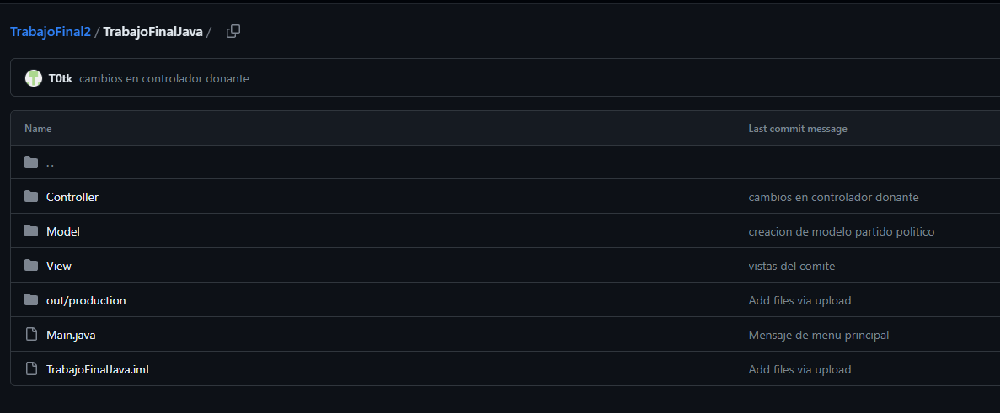 TrabajoFinal2 / TrabajoFinalJava /
T0tk cambios en controlador donante
Name Last commit message
..
Controller cambios en controlador donante
Model creacion de modelo partido politico
View vistas del comite
out/production Add files via upload
Main.java Mensaje de menu principal
TrabajoFinalJava.iml Add files via upload